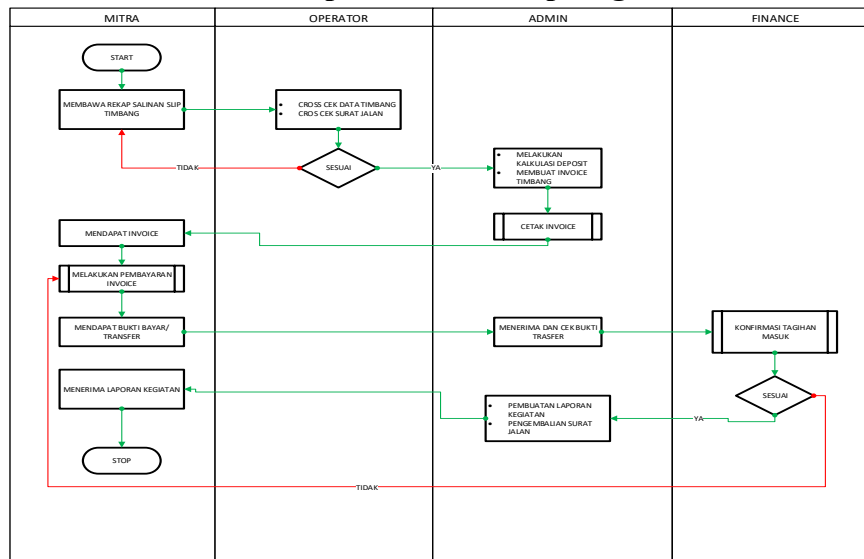 MITRA
OPERATOR
ADMIN
FINANCE
START
MEMBAWA REKAP SALINAN SLIP
TIMBANG
• CROSS CEK DATA TIMBANG
• CROS CEK SURAT JALAN
TIDAK
SESUAI
YA
• MELAKUKAN
KALKULASI DEPOSIT
• MEMBUAT INVOICE
TIMBANG
CETAK INVOICE
MENDAPAT INVOICE
MELAKUKAN PEMBAYARAN
INVOICE
MENDAPAT BUKTI BAYAR/
TRANSFER
MENERIMA DAN CEK BUKTI
TRASFER
KONFIRMASI TAGIHAN
MASUK
SESUAI
YA
• PEMBUATAN LAPORAN
KEGIATAN
• PENGEMBALIAN SURAT
JALAN
MENERIMA LAPORAN KEGIATAN
STOP
TIDAK